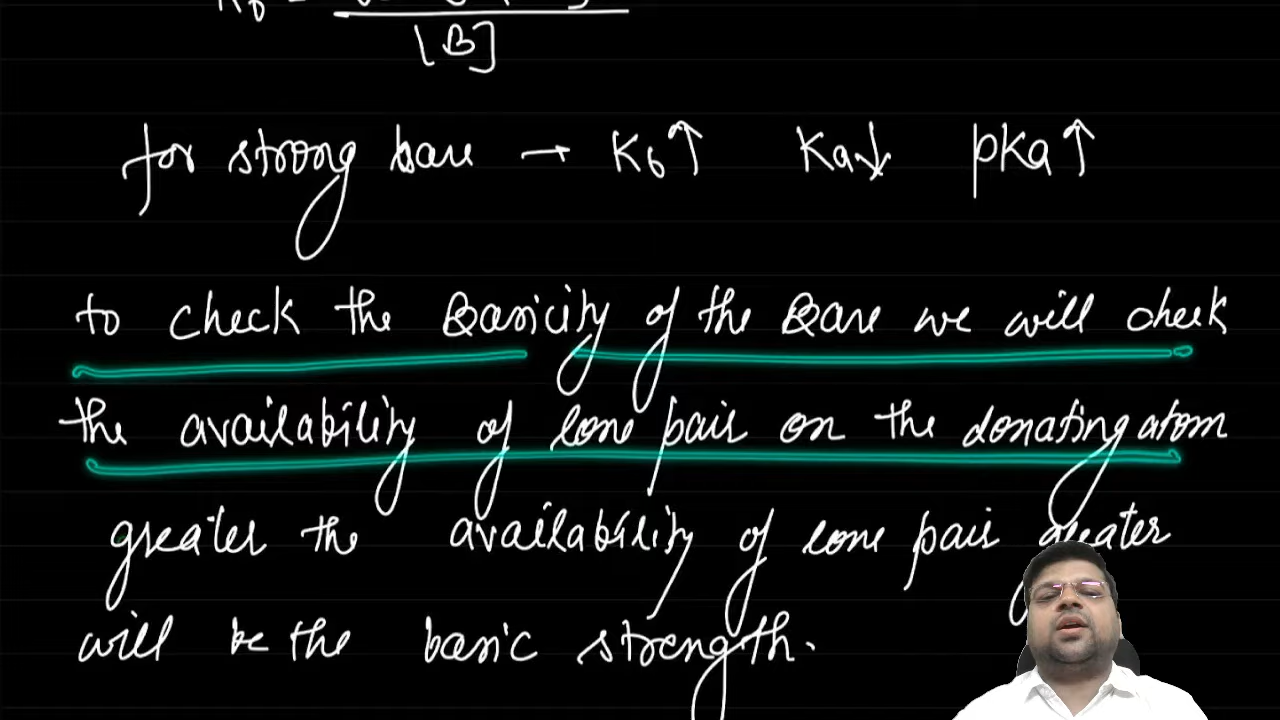 [B]
for strong base → Kb↑ Ka↓ pKa↑
to check the Basicity of the Base we will check
the availability of lone pair on the donating atom
greater the availability of lone pair greater
will be the basic strength.